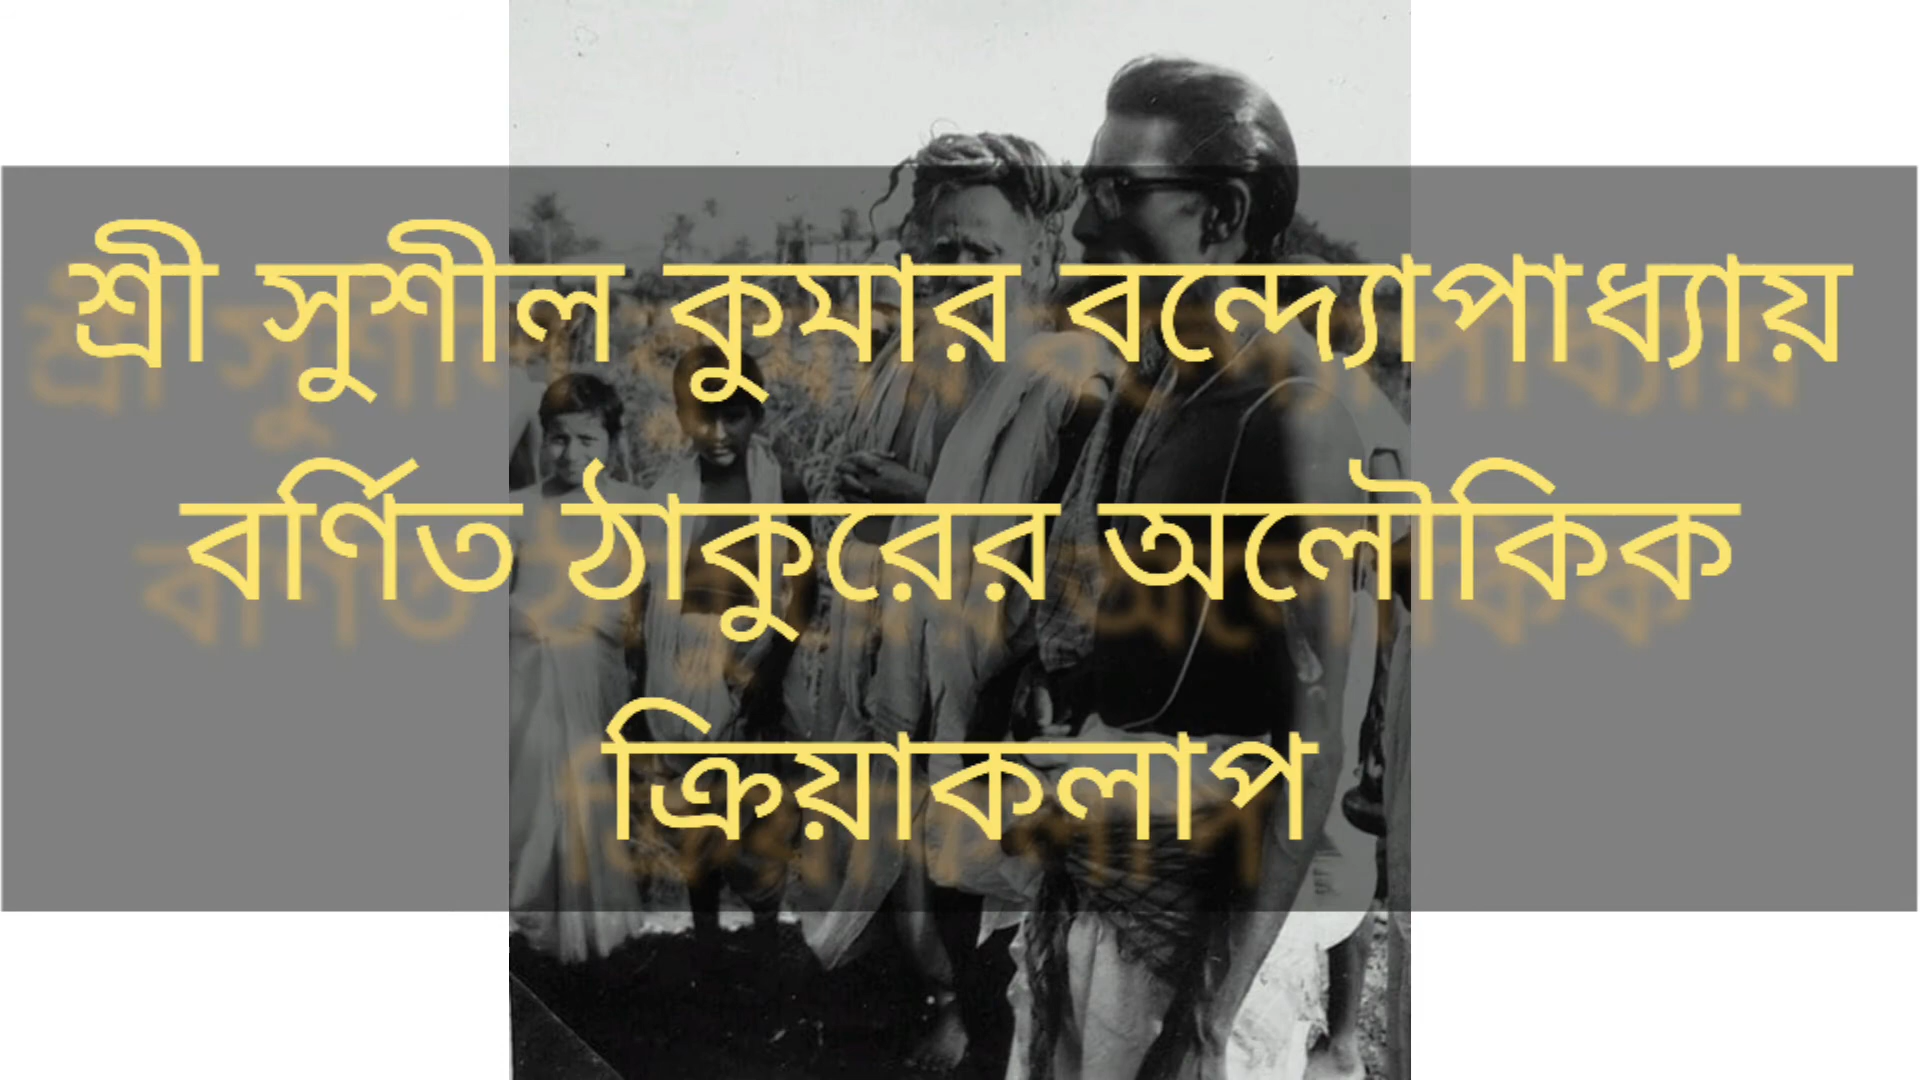 শ্রী সুশীল কুমার বন্দ্যোপাধ্যায়
বর্ণিত ঠাকুরের অলৌকিক
ক্রিয়াকলাপ